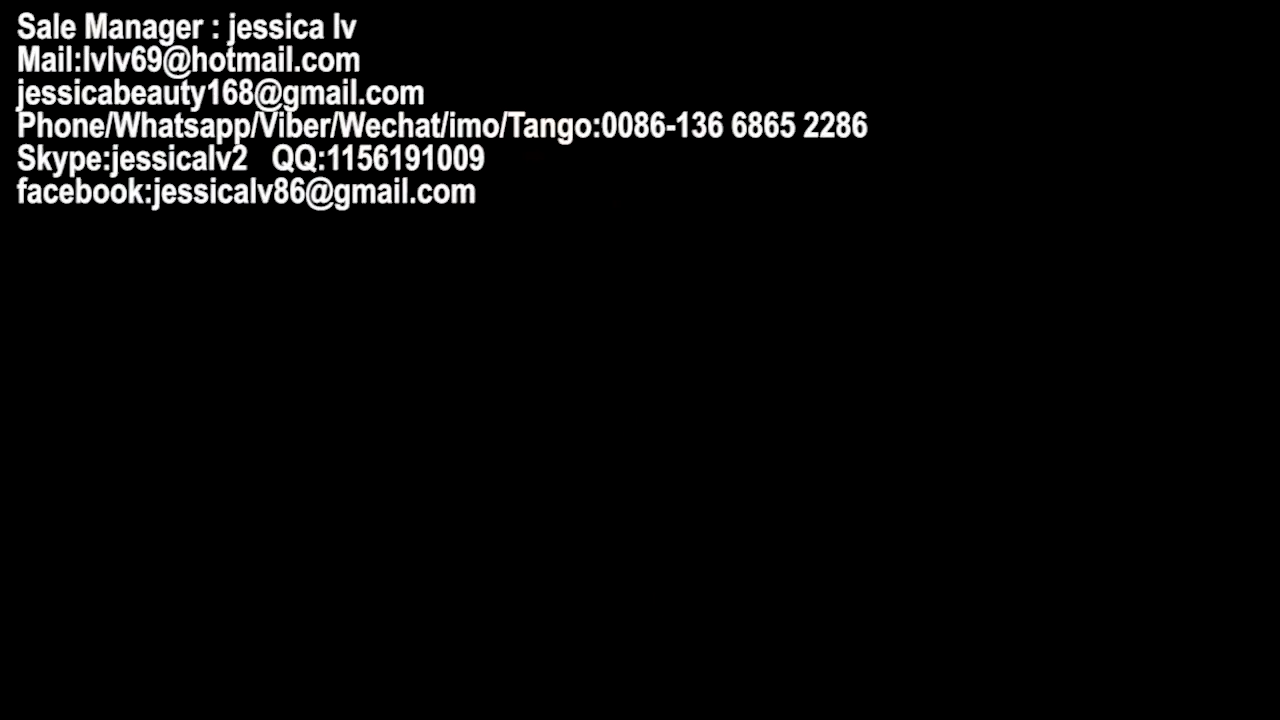 Sale Manager : jessica lv
Mail:lvlv69@hotmail.com
jessicabeauty168@gmail.com
Phone/Whatsapp/Viber/Wechat/imo/Tango:0086-136 6865 2286
Skype:jessicalv2   QQ:1156191009
facebook:jessicalv86@gmail.com